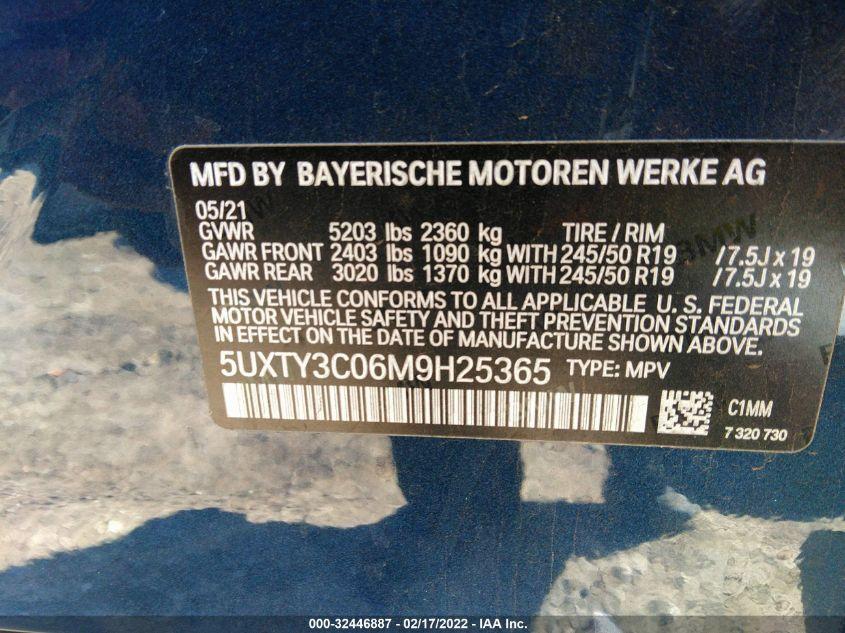 MFD BY BAYERISCHE MOTOREN WERKE AG
05/21
GVWR 5203 lbs 2360 kg TIRE / RIM
GAWR FRONT 2403 lbs 1090 kg WITH 245/50 R19 /7.5J x 19
GAWR REAR 3020 lbs 1370 kg WITH 245/50 R19 /7.5J x 19
THIS VEHICLE CONFORMS TO ALL APPLICABLE U. S. FEDERAL
MOTOR VEHICLE SAFETY AND THEFT PREVENTION STANDARDS
IN EFFECT ON THE DATE OF MANUFACTURE SHOWN ABOVE.
5UXTY3C06M9H25365 TYPE: MPV
C1MM
7 320 730
000-32446887 - 02/17/2022 - IAA Inc.